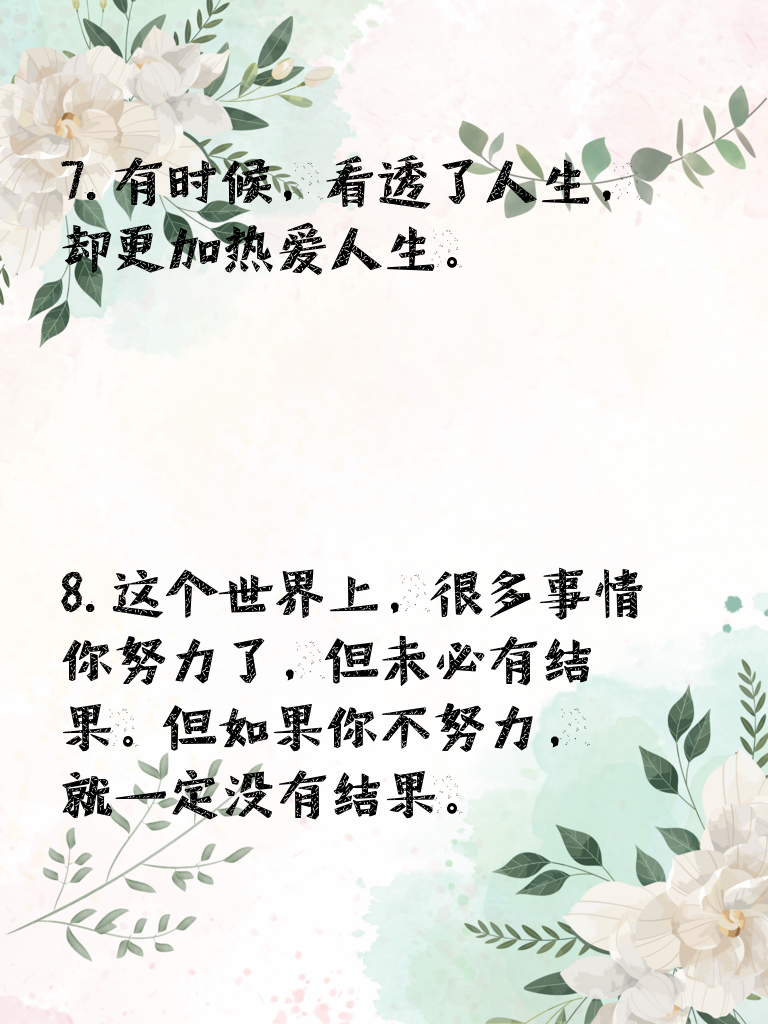 7.有时候，看透了人生，
却更加热爱人生。
8.这个世界上，很多事情
你努力了，但未必有结
果。但如果你不努力，
就一定没有结果。